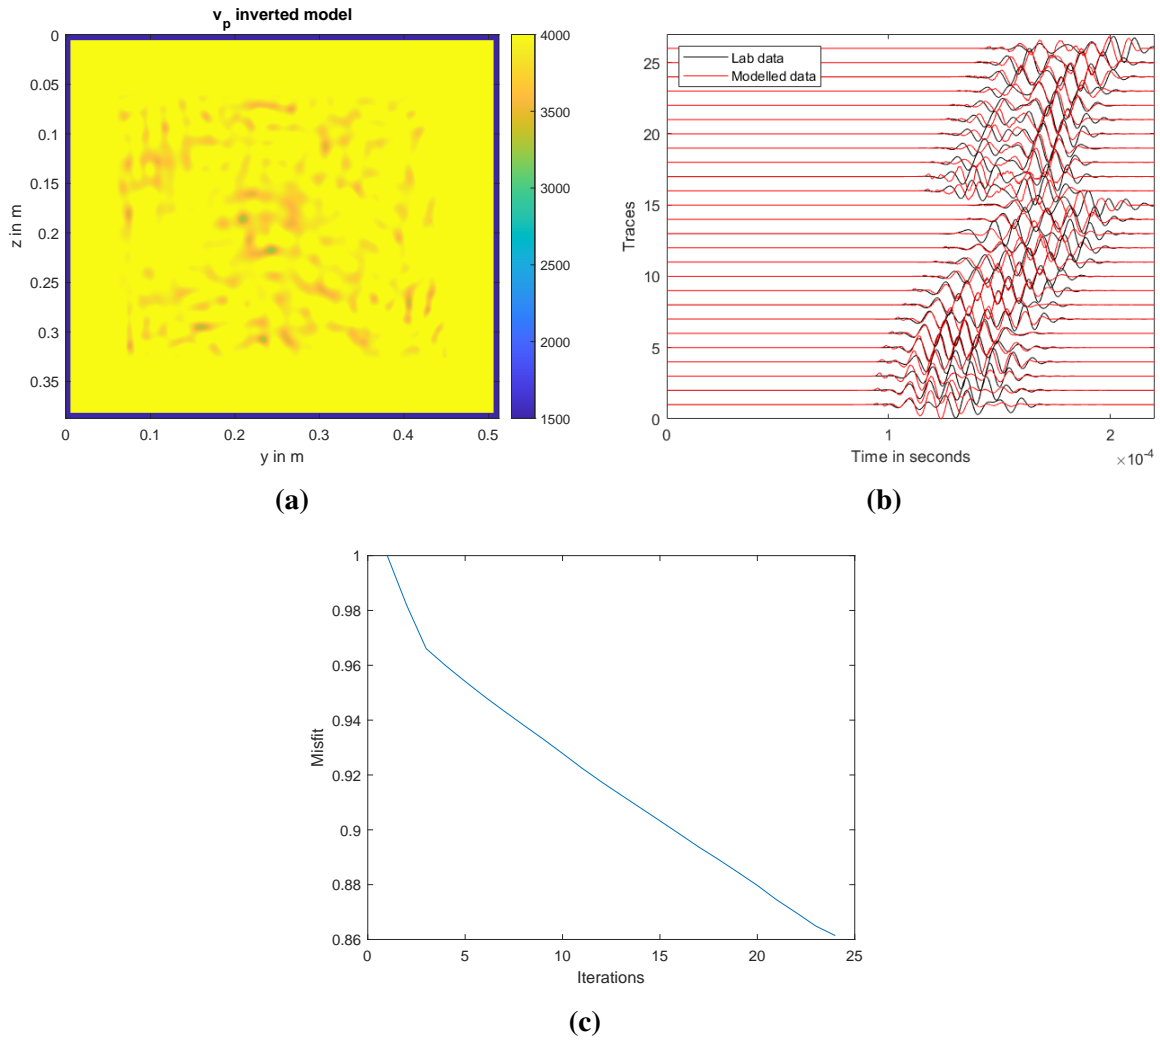 v_p inverted model
0
0.05
0.1
0.15
0.2
0.25
0.3
0.35
0 0.1 0.2 0.3 0.4 0.5
y in m
z in m
4000
3500
3000
2500
2000
1500
(a)
Lab data
Modelled data
25
20
15
10
5
0
0 1 2
×10⁻⁴
Time in seconds
Traces
(b)
1
0.98
0.96
0.94
0.92
0.9
0.88
0.86
0 5 10 15 20 25
Iterations
Misfit
(c)